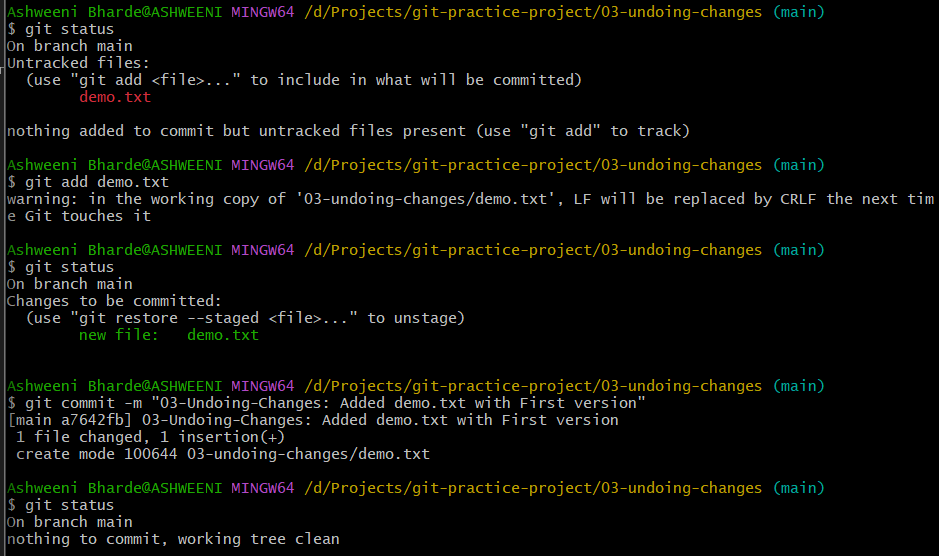 Ashweeni Bharde@ASHWEENI MINGW64 /d/Projects/git-practice-project/03-undoing-changes (main)
$ git status
On branch main
Untracked files:
  (use "git add <file>..." to include in what will be committed)
        demo.txt

nothing added to commit but untracked files present (use "git add" to track)

Ashweeni Bharde@ASHWEENI MINGW64 /d/Projects/git-practice-project/03-undoing-changes (main)
$ git add demo.txt
warning: in the working copy of '03-undoing-changes/demo.txt', LF will be replaced by CRLF the next tim
e Git touches it

Ashweeni Bharde@ASHWEENI MINGW64 /d/Projects/git-practice-project/03-undoing-changes (main)
$ git status
On branch main
Changes to be committed:
  (use "git restore --staged <file>..." to unstage)
        new file:   demo.txt


Ashweeni Bharde@ASHWEENI MINGW64 /d/Projects/git-practice-project/03-undoing-changes (main)
$ git commit -m "03-Undoing-Changes: Added demo.txt with First version"
[main a7642fb] 03-Undoing-Changes: Added demo.txt with First version
 1 file changed, 1 insertion(+)
 create mode 100644 03-undoing-changes/demo.txt

Ashweeni Bharde@ASHWEENI MINGW64 /d/Projects/git-practice-project/03-undoing-changes (main)
$ git status
On branch main
nothing to commit, working tree clean